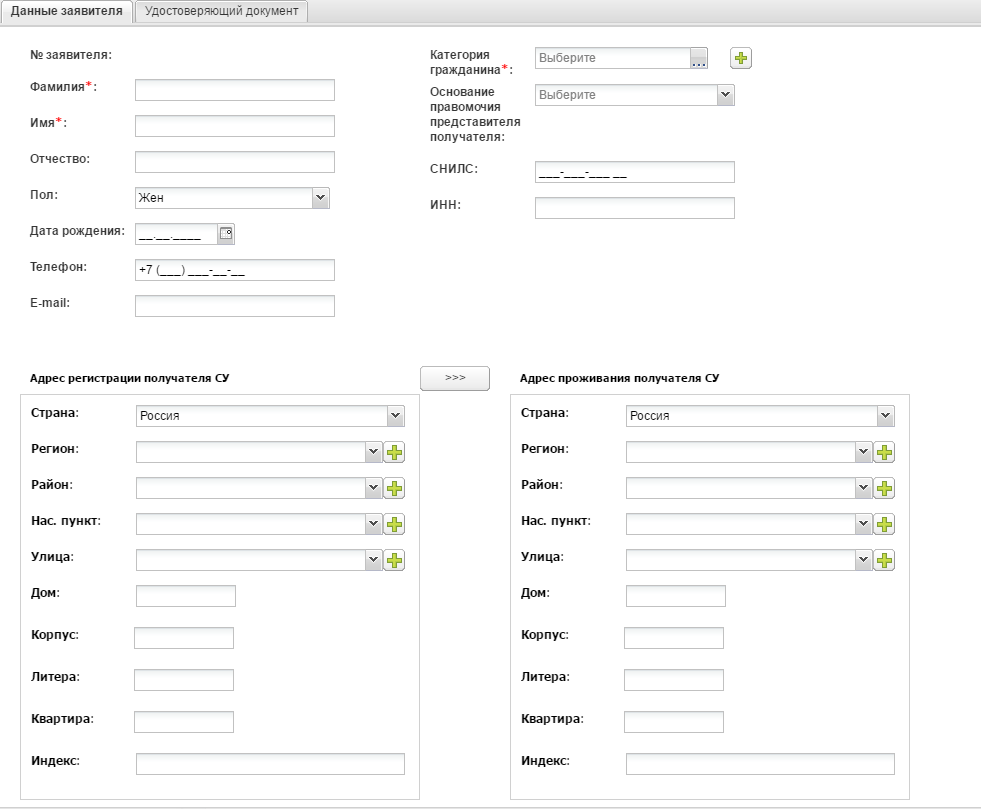 Данные заявителя
Удостоверяющий документ
№ заявителя:
Фамилия*:
Имя*:
Отчество:
Пол: Жен
Дата рождения: __.__.____
Телефон: +7 (___) ___-__-__
E-mail:
Категория
гражданина*:
Выберите
...
Основание
правомочия
представителя
получателя:
Выберите
СНИЛС: ___-___-___ __
ИНН:
Адрес регистрации получателя СУ
>>>
Адрес проживания получателя СУ
Страна: Россия
Регион:
Район:
Нас. пункт:
Улица:
Дом:
Корпус:
Литера:
Квартира:
Индекс:
Страна: Россия
Регион:
Район:
Нас. пункт:
Улица:
Дом:
Корпус:
Литера:
Квартира:
Индекс: